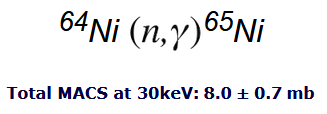 ⁶⁴Ni (n,γ)⁶⁵Ni
Total MACS at 30keV: 8.0 ± 0.7 mb